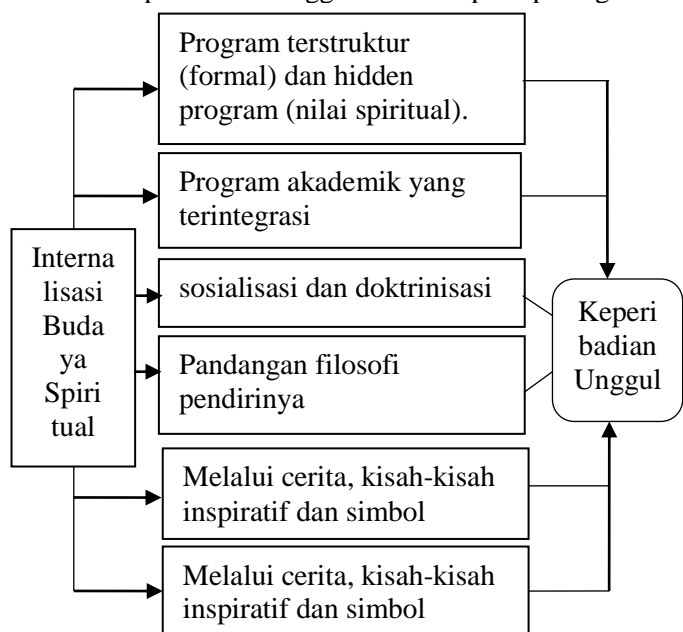 Program terstruktur
(formal) dan hidden
program (nilai spiritual).
Program akademik yang
terintegrasi
Interna
lisasi
Buda
ya
Spiri
tual
sosialisasi dan doktrinisasi
Pandangan filosofi
pendirinya
Keperi
badian
Unggul
Melalui cerita, kisah-kisah
inspiratif dan simbol
Melalui cerita, kisah-kisah
inspiratif dan simbol